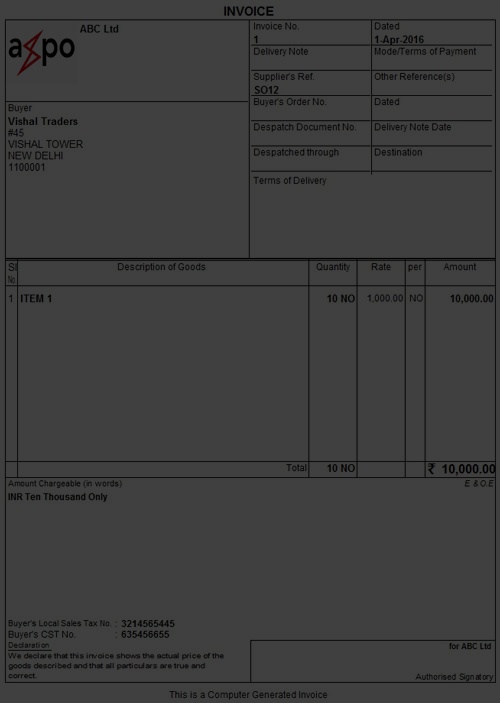 INVOICE
ABC Ltd
aspo
Invoice No.
1
Dated
1-Apr-2016
Delivery Note
Mode/Terms of Payment
Supplier's Ref.
SO12
Other Reference(s)
Buyer
Vishal Traders
#45
VISHAL TOWER
NEW DELHI
1100001
Buyer's Order No.
Dated
Despatch Document No.
Delivery Note Date
Despatched through
Destination
Terms of Delivery
Sl No. Description of Goods Quantity Rate per Amount
1 ITEM 1 10 NO 1,000.00 NO 10,000.00
Total 10 NO ₹ 10,000.00
Amount Chargeable (in words) E. & O.E
INR Ten Thousand Only
Buyer's Local Sales Tax No. : 3214565445
Buyer's CST No. : 635456655
Declaration
We declare that this invoice shows the actual price of the
goods described and that all particulars are true and
correct.
for ABC Ltd
Authorised Signatory
This is a Computer Generated Invoice